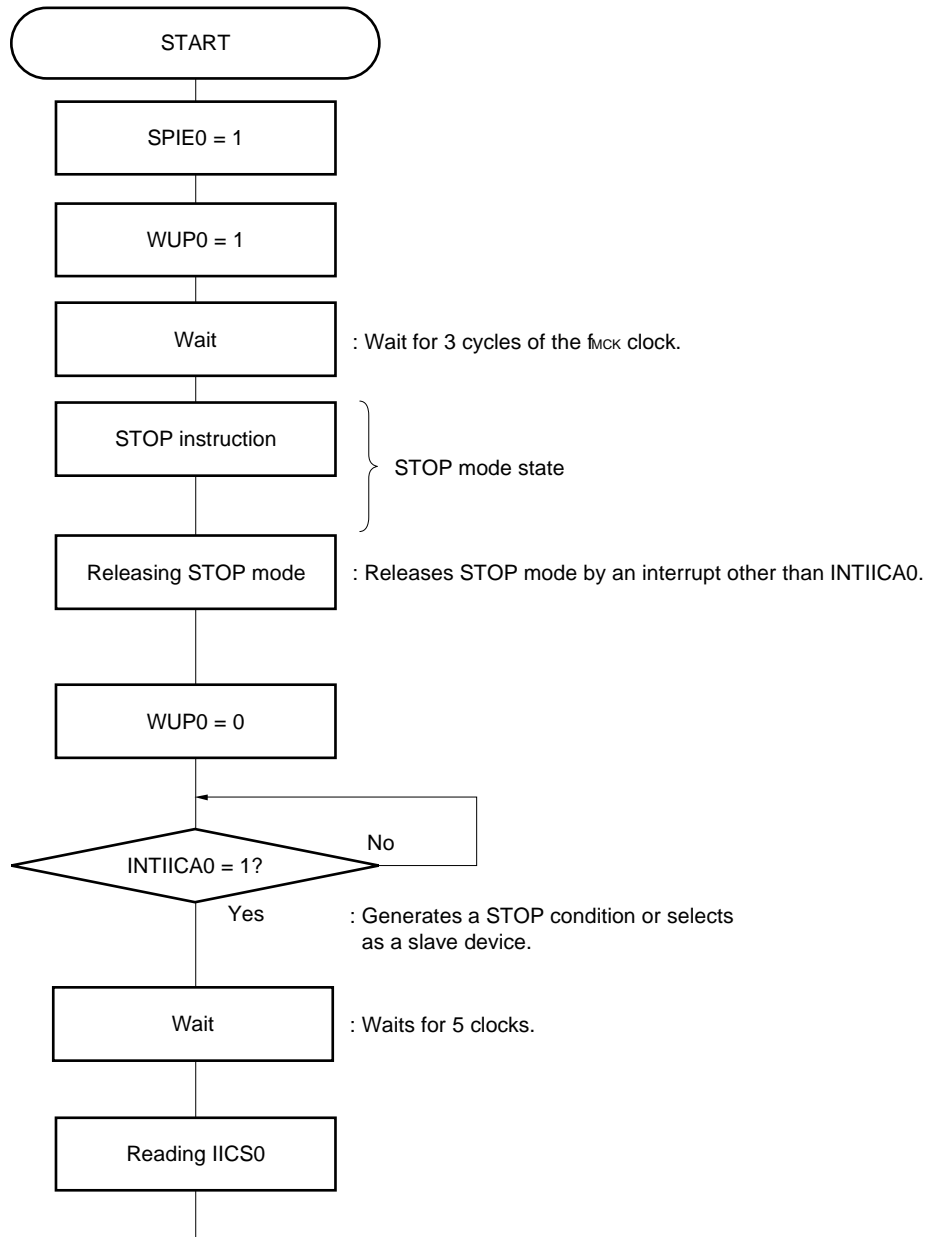 START
SPIE0 = 1
WUP0 = 1
Wait
: Wait for 3 cycles of the fMCK clock.
STOP instruction
STOP mode state
Releasing STOP mode
: Releases STOP mode by an interrupt other than INTIICA0.
WUP0 = 0
No
INTIICA0 = 1?
Yes
: Generates a STOP condition or selects
as a slave device.
Wait
: Waits for 5 clocks.
Reading IICS0